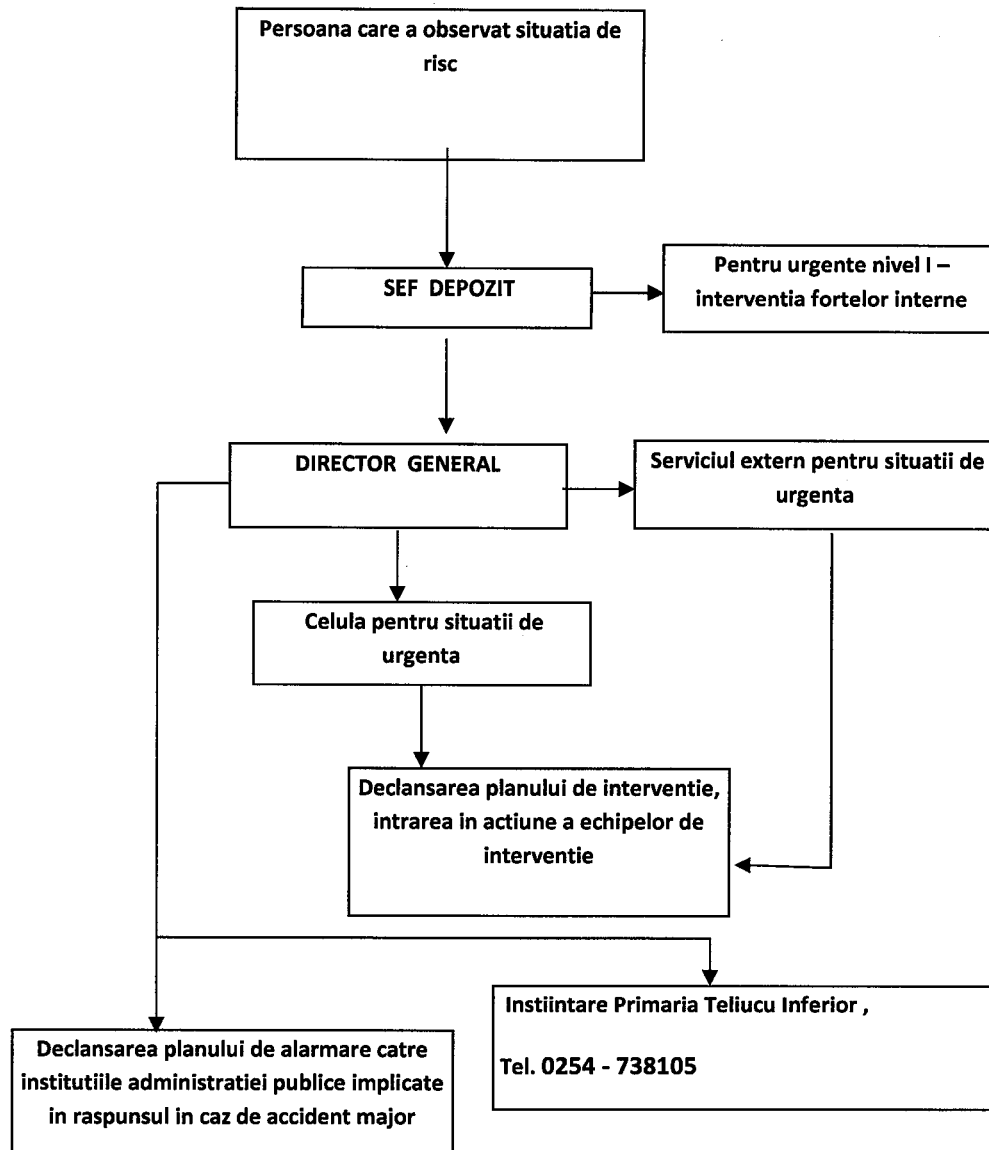 Persoana care a observat situatia de
risc
SEF DEPOZIT
Pentru urgente nivel I –
interventia fortelor interne
DIRECTOR GENERAL
Serviciul extern pentru situatii de
urgenta
Celula pentru situatii de
urgenta
Declansarea planului de interventie,
intrarea in actiune a echipelor de
interventie
Instiintare Primaria Teliucu Inferior ,
Tel. 0254 - 738105
Declansarea planului de alarmare catre
institutiile administratiei publice implicate
in raspunsul in caz de accident major